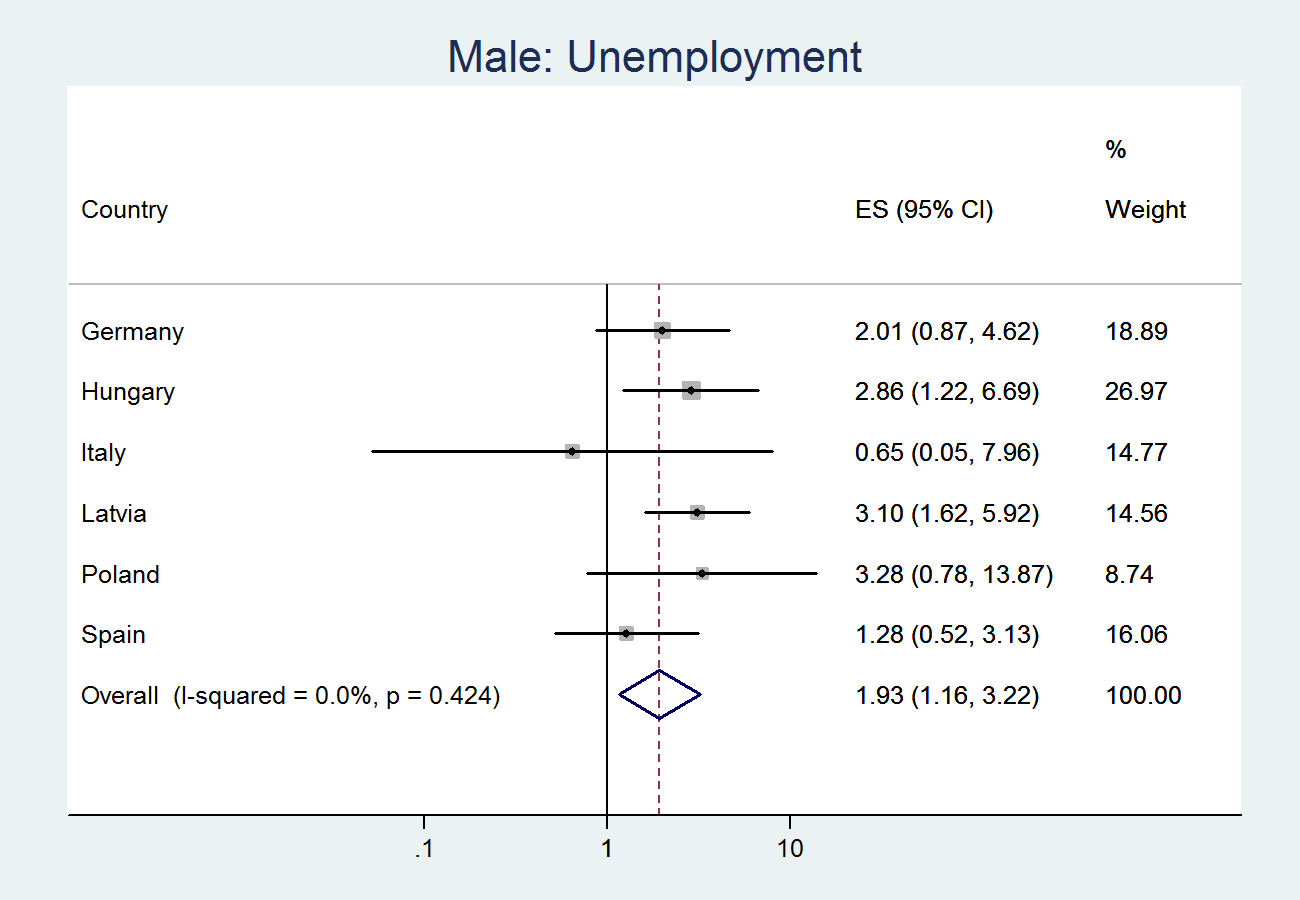 Male: Unemployment
%
Country ES (95% CI) Weight
Germany 2.01 (0.87, 4.62) 18.89
Hungary 2.86 (1.22, 6.69) 26.97
Italy 0.65 (0.05, 7.96) 14.77
Latvia 3.10 (1.62, 5.92) 14.56
Poland 3.28 (0.78, 13.87) 8.74
Spain 1.28 (0.52, 3.13) 16.06
Overall (I-squared = 0.0%, p = 0.424) 1.93 (1.16, 3.22) 100.00
.1 1 10